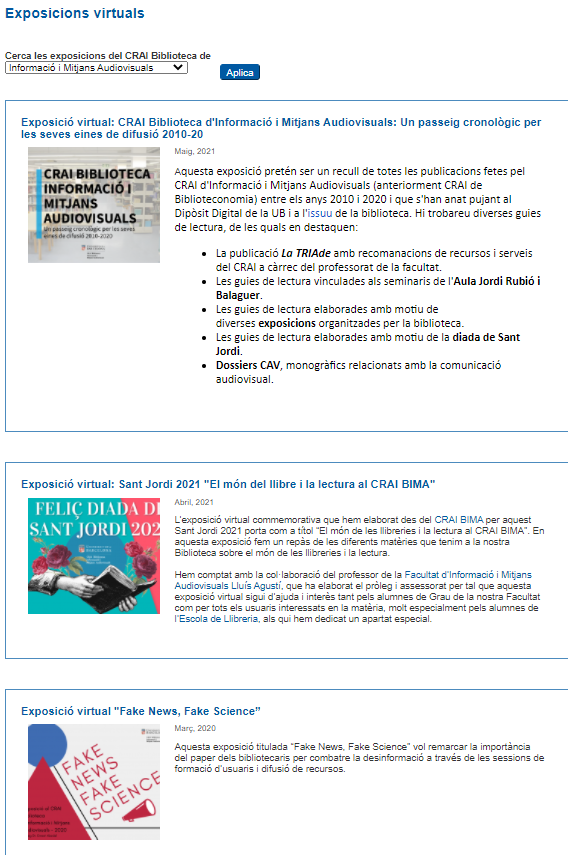 Exposicions virtuals
Cerca les exposicions del CRAI Biblioteca de
Informació i Mitjans Audiovisuals
Aplica
Exposició virtual: CRAI Biblioteca d'Informació i Mitjans Audiovisuals: Un passeig cronològic per
les seves eines de difusió 2010-20
CRAI BIBLIOTECA
INFORMACIÓ I
MITJANS
AUDIOVISUALS
Un passeig cronològic per les seves
eines de difusió 2010-2020
Maig, 2021
Aquesta exposició pretén ser un recull de totes les publicacions fetes pel
CRAI d'Informació i Mitjans Audiovisuals (anteriorment CRAI de
Biblioteconomia) entre els anys 2010 i 2020 i que s'han anat pujant al
Dipòsit Digital de la UB i a l'issuu de la biblioteca. Hi trobareu diverses guies
de lectura, de les quals en destaquen:
• La publicació La TRIAde amb recomanacions de recursos i serveis
del CRAI a càrrec del professorat de la facultat.
• Les guies de lectura vinculades als seminaris de l'Aula Jordi Rubió i
Balaguer.
• Les guies de lectura elaborades amb motiu de
diverses exposicions organitzades per la biblioteca.
• Les guies de lectura elaborades amb motiu de la diada de Sant
Jordi.
• Dossiers CAV, monogràfics relacionats amb la comunicació
audiovisual.
Exposició virtual: Sant Jordi 2021 "El món del llibre i la lectura al CRAI BIMA"
FELIÇ DIADA DE
SANT JORDI 202
Abril, 2021
L'exposició virtual commemorativa que hem elaborat des del CRAI BIMA per aquest
Sant Jordi 2021 porta com a títol "El món de les llibreries i la lectura al CRAI BIMA". En
aquesta exposició fem un repàs de les diferents matèries que tenim a la nostra
Biblioteca sobre el món de les llibreries i la lectura.
Hem comptat amb la col·laboració del professor de la Facultat d'Informació i Mitjans
Audiovisuals Lluís Agustí, que ha elaborat el pròleg i assessorat per tal que aquesta
exposició virtual sigui d'ajuda i interès tant pels alumnes de Grau de la nostra Facultat
com per tots els usuaris interessats en la matèria, molt especialment pels alumnes de
l'Escola de Llibreria, als qui hem dedicat un apartat especial.
Exposició virtual "Fake News, Fake Science"
FAKE
NEWS
FAKE
SCIENCE
Març, 2020
Aquesta exposició titulada "Fake News, Fake Science" vol remarcar la importància
del paper dels bibliotecaris per combatre la desinformació a través de les sessions de
formació d'usuaris i difusió de recursos.